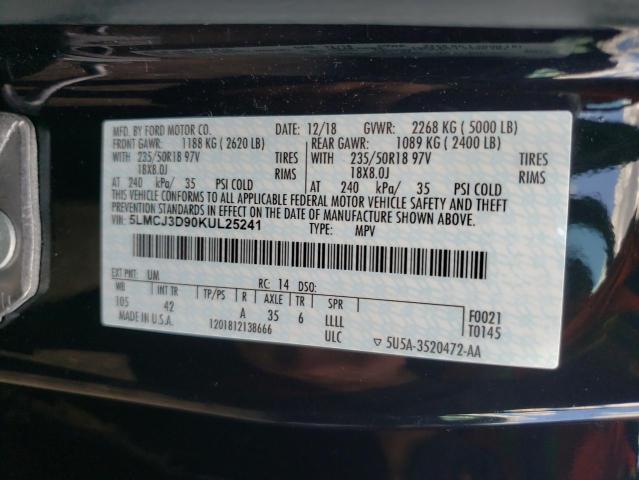 MFD. BY FORD MOTOR CO. 12/18 GVWR: 2268 KG ( 5000 LB)
FRONT GAWR: 1188 KG ( 2620 LB) REAR GAWR: 1089 KG ( 2400 LB)
WITH 235/50R18 97V TIRES WITH 235/50R18 97V TIRES
18X8.0J RIMS 18X8.0J RIMS
AT 240 kPa/ 35 PSI COLD AT 240 kPa/ 35 PSI COLD
THIS VEHICLE CONFORMS TO ALL APPLICABLE FEDERAL MOTOR VEHICLE SAFETY AND THEFT
PREVENTION STANDARDS IN EFFECT ON THE DATE OF MANUFACTURE SHOWN ABOVE.
VIN: 5LMCJ3D90KUL25241 TYPE: MPV
EXT PNT: UM RC: 14 DSO:
WB INT TR TP/PS R AXLE TR SPR F0021
105 42 A 35 6 LLLL T0145
MADE IN U.S.A. 1201812138666 ULC ▽ 5U5A-3520472-AA